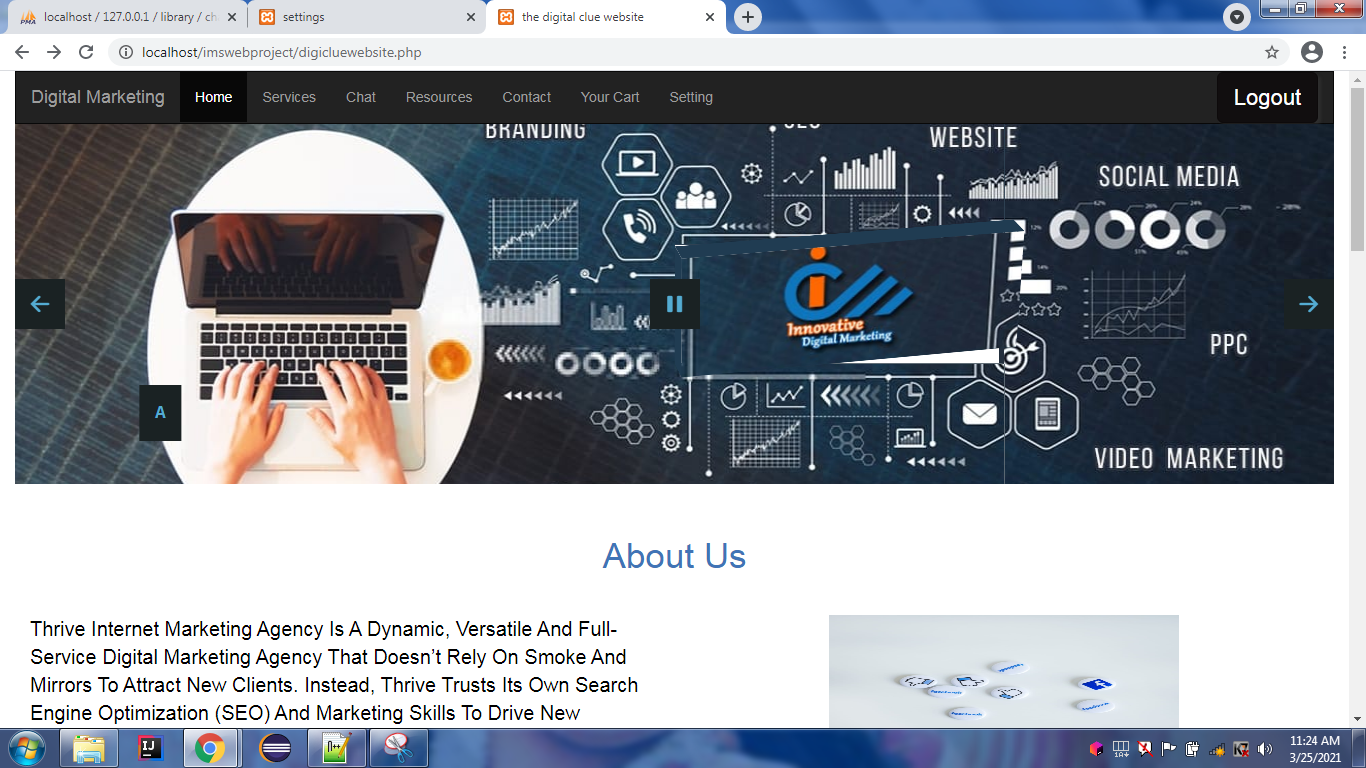 localhost / 127.0.0.1 / library / ch
settings
the digital clue website
localhost/imswebproject/digicluewebsite.php
Digital Marketing
Home
Services
Chat
Resources
Contact
Your Cart
Setting
Logout
BRANDING
SEO
WEBSITE
SOCIAL MEDIA
Innovative
Digital Marketing
PPC
A
VIDEO MARKETING
About Us
Thrive Internet Marketing Agency Is A Dynamic, Versatile And Full-
Service Digital Marketing Agency That Doesn’t Rely On Smoke And
Mirrors To Attract New Clients. Instead, Thrive Trusts Its Own Search
Engine Optimization (SEO) And Marketing Skills To Drive New
11:24 AM
3/25/2021